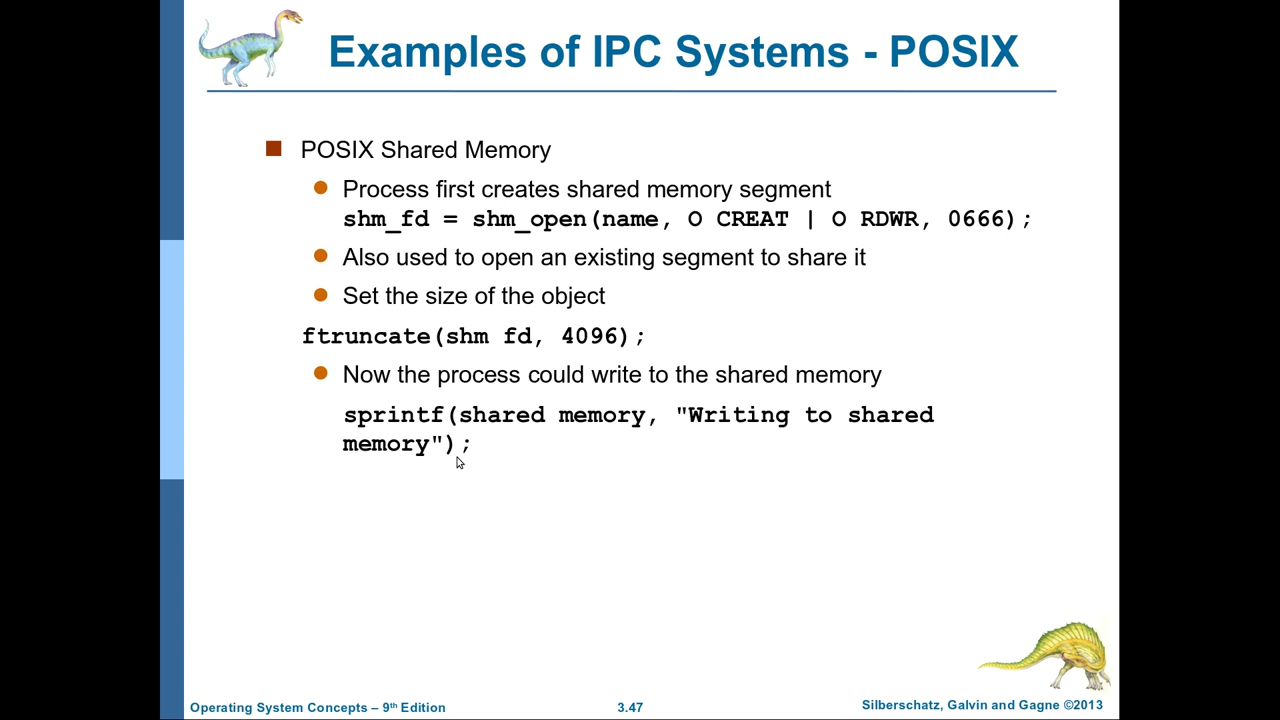 Examples of IPC Systems - POSIX
POSIX Shared Memory
Process first creates shared memory segment
shm_fd = shm_open(name, O CREAT | O RDWR, 0666);
Also used to open an existing segment to share it
Set the size of the object
ftruncate(shm fd, 4096);
Now the process could write to the shared memory
sprintf(shared memory, "Writing to shared
memory");
Operating System Concepts – 9th Edition
3.47
Silberschatz, Galvin and Gagne ©2013